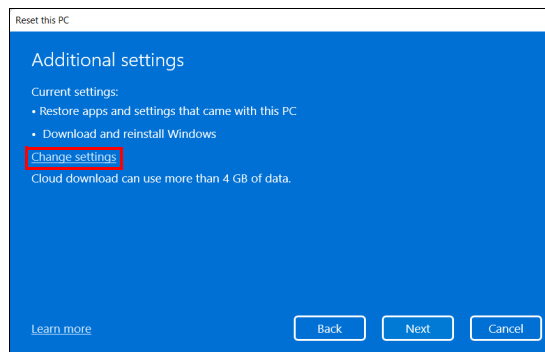 Reset this PC
Additional settings
Current settings:
• Restore apps and settings that came with this PC
• Download and reinstall Windows
Change settings
Cloud download can use more than 4 GB of data.
Learn more
Back
Next
Cancel